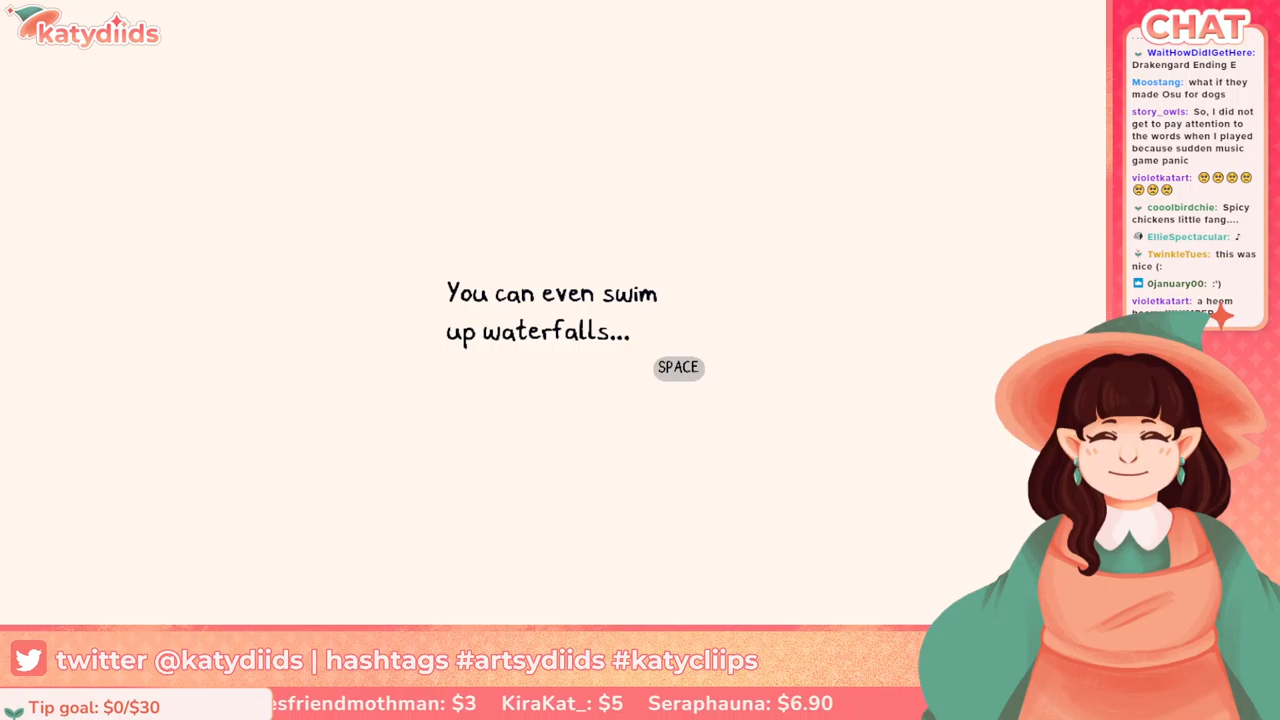 katydiids
CHAT
WaitHowDidIGetHere:
Drakengard Ending E
Moostang: what if they
made Osu for dogs
story_owls: So, I did not
get to pay attention to
the words when I played
because sudden music
game panic
violetkatart:
cooolbirdchie: Spicy
chickens little fang....
EllieSpectacular: ♪
TwinkleTues: this was
nice (:
0january00: :')
violetkatart: a heem
You can even swim
up waterfalls...
SPACE
twitter @katydiids | hashtags #artsydiids #katycliips
Tip goal: $0/$30
esfriendmothman: $3 KiraKat_: $5 Seraphauna: $6.90